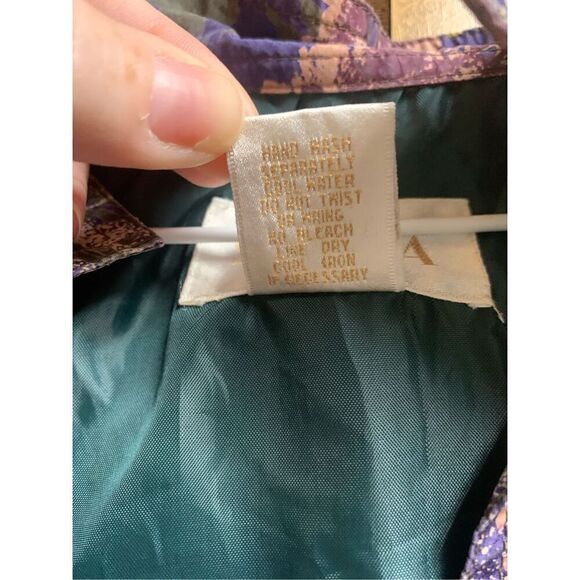 HAND WASH
SEPARATELY
COOL WATER
DO NOT TWIST
OR WRING
NO BLEACH
LINE DRY
COOL IRON
IF NECESSARY
A